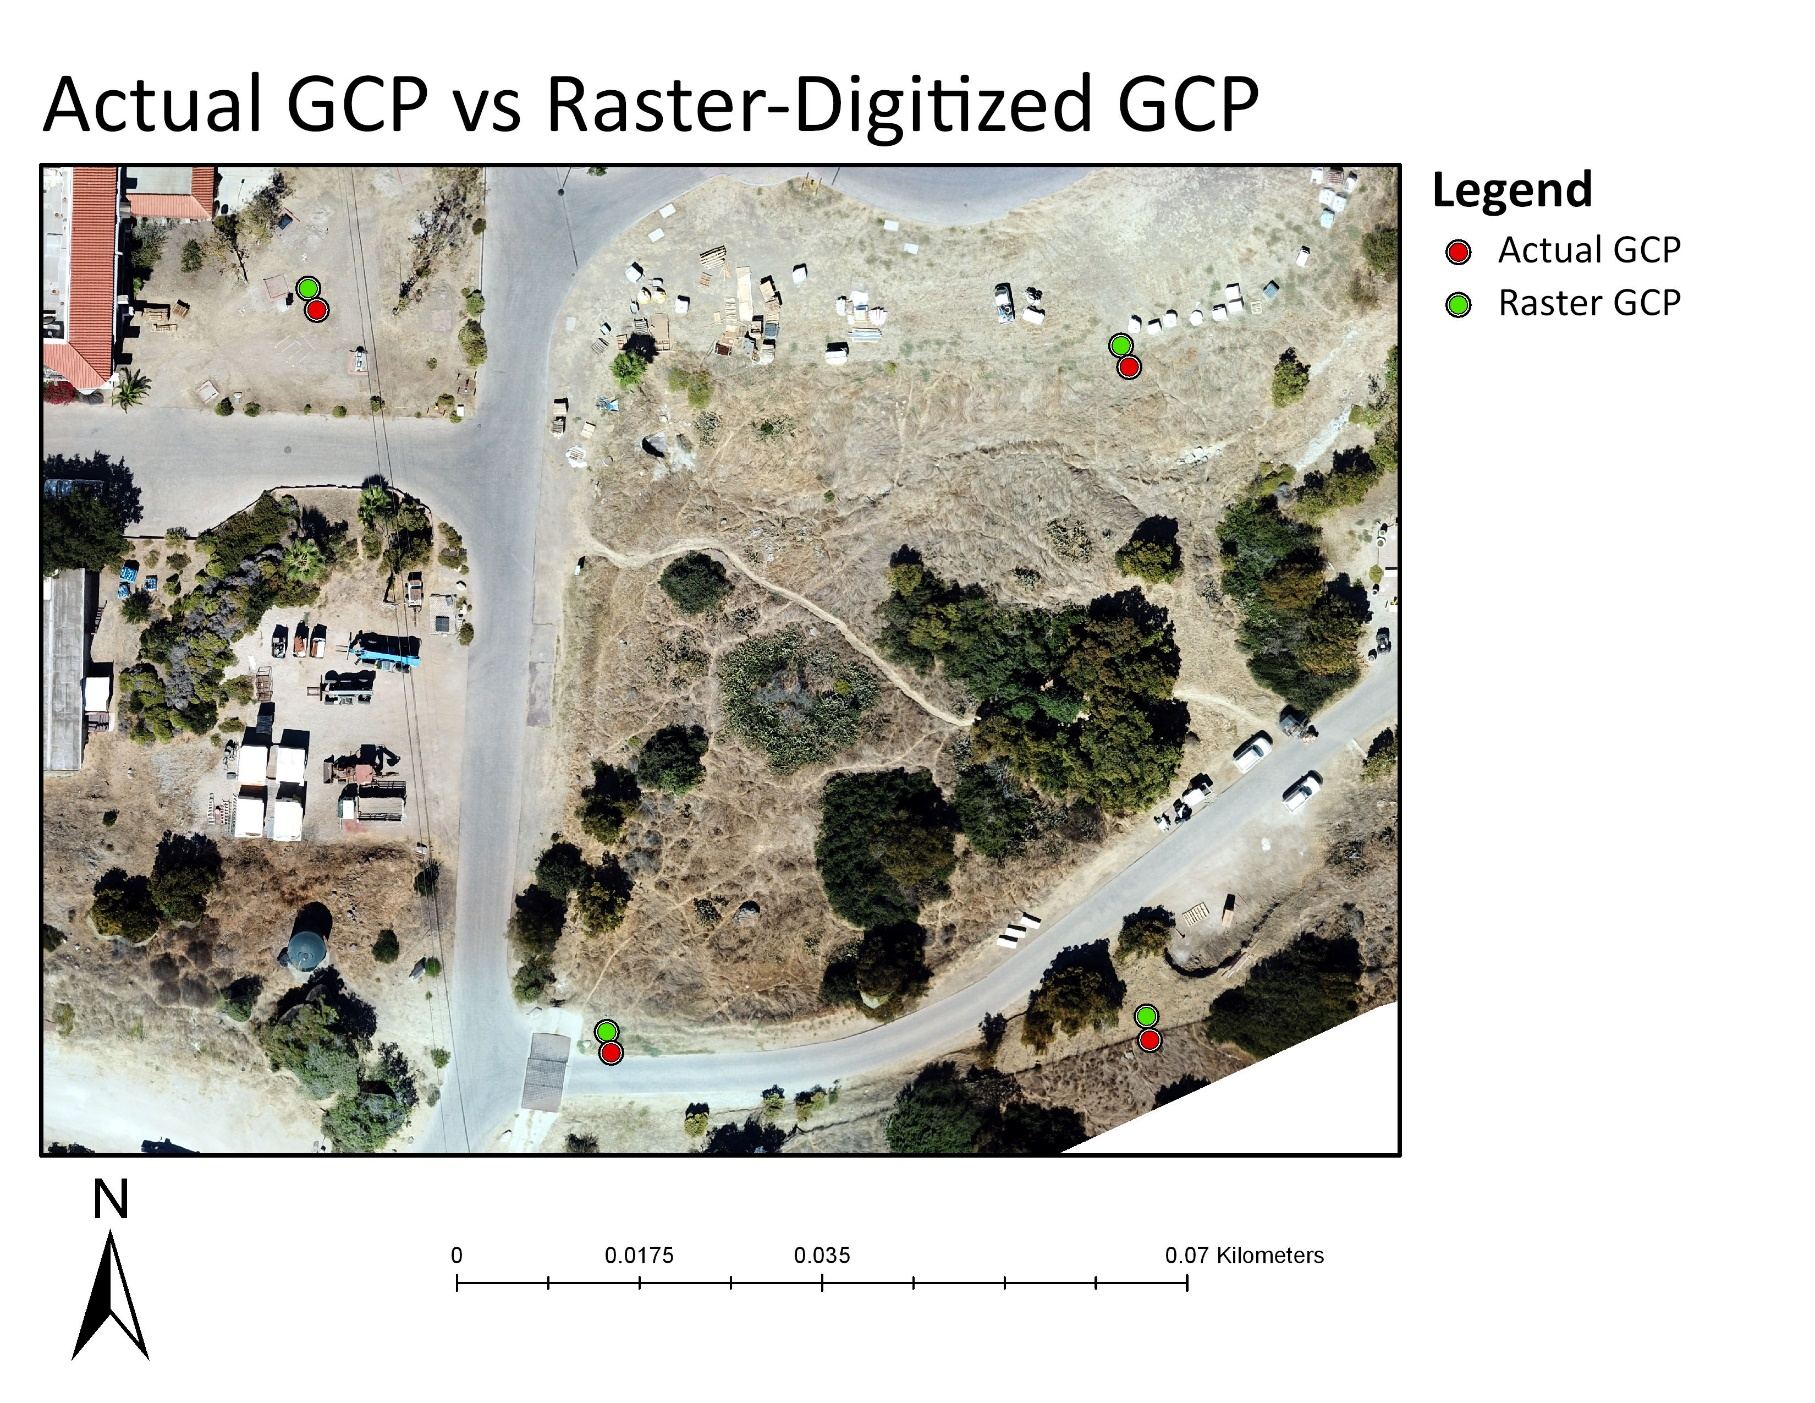 Actual GCP vs Raster-Digitized GCP
Legend
Actual GCP
Raster GCP
N
0 0.0175 0.035 0.07 Kilometers